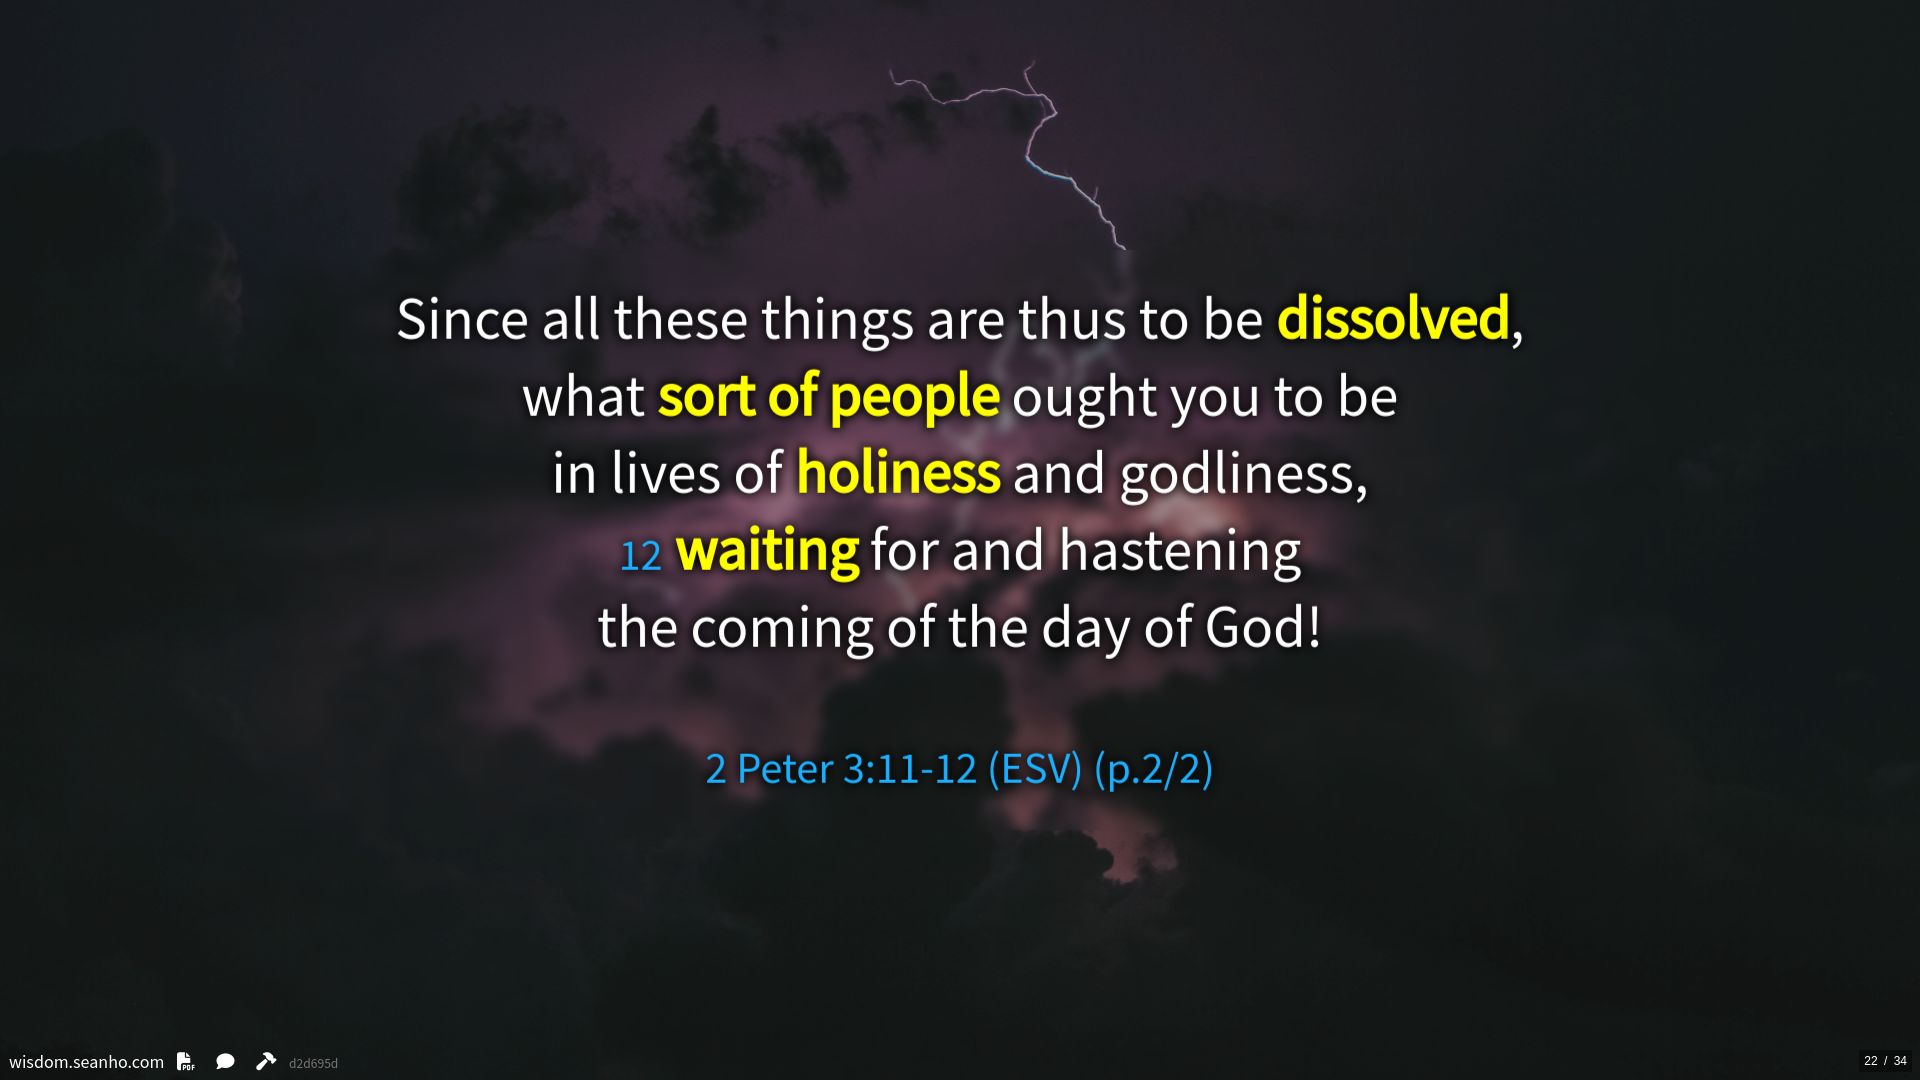 Since all these things are thus to be dissolved,
what sort of people ought you to be
in lives of holiness and godliness,
12 waiting for and hastening
the coming of the day of God!
2 Peter 3:11-12 (ESV) (p.2/2)
wisdom.seanho.com PDF d2d695d
22 / 34